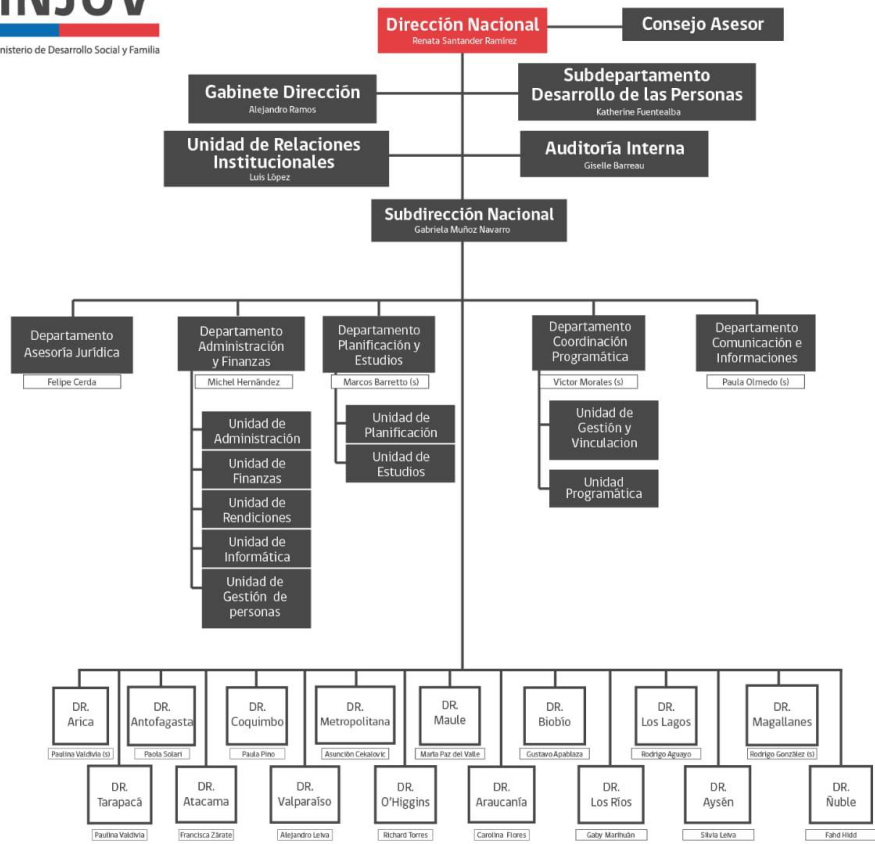 INJUV
nisterio de Desarrollo Social y Familia
Dirección Nacional
Renata Santander Ramírez
Consejo Asesor
Gabinete Dirección
Alejandro Ramos
Subdepartamento
Desarrollo de las Personas
Katherine Fuentealba
Unidad de Relaciones
Institucionales
Luis López
Auditoría Interna
Giselle Barreau
Subdirección Nacional
Gabriela Muñoz Navarro
Departamento
Asesoría Jurídica
Felipe Cerda
Departamento
Administración
y Finanzas
Michel Hernández
Unidad de
Administración
Unidad de
Finanzas
Unidad de
Rendiciones
Unidad de
Informática
Unidad de
Gestión de
personas
Departamento
Planificación y
Estudios
Marcos Barretto (s)
Unidad de
Planificación
Unidad de
Estudios
Departamento
Coordinación
Programática
Victor Morales (s)
Unidad de
Gestión y
Vinculacion
Unidad
Programática
Departamento
Comunicación e
Informaciones
Paula Olmedo (s)
DR.
Arica
Paulina Valdivia (s)
DR.
Antofagasta
Paola Solari
DR.
Coquimbo
Paula Pino
DR.
Metropolitana
Asunción Cekalovic
DR.
Maule
María Paz del Valle
DR.
Biobío
Gustavo Apablaza
DR.
Los Lagos
Rodrigo Aguayo
DR.
Magallanes
Rodrigo González (s)
DR.
Tarapacá
Paulina Valdivia
DR.
Atacama
Francisca Zárate
DR.
Valparaíso
Alejandro Leiva
DR.
O'Higgins
Richard Torres
DR.
Araucanía
Carolina Flores
DR.
Los Ríos
Gaby Marihuán
DR.
Aysén
Silvia Leiva
DR.
Ñuble
Fahd Hidd